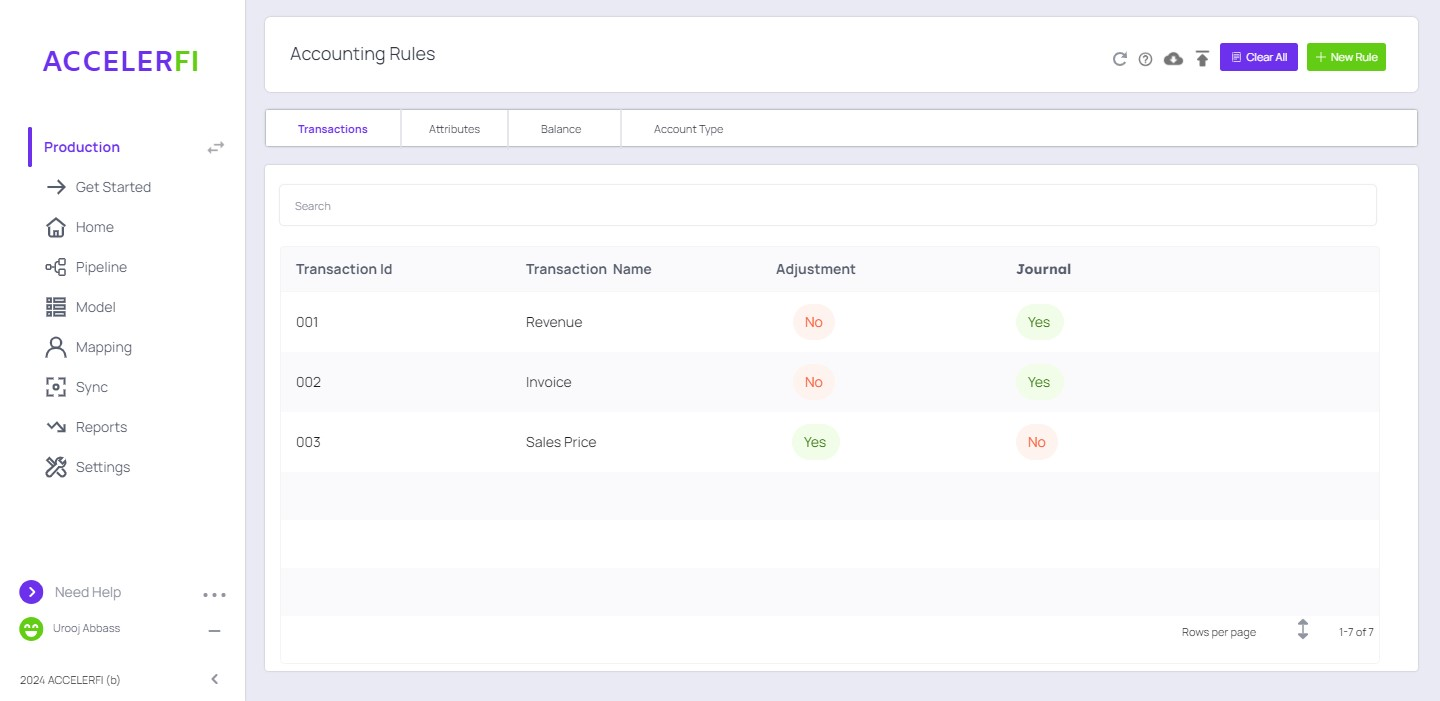 ACCELERFI
Production
Get Started
Home
Pipeline
Model
Mapping
Sync
Reports
Settings
Need Help
Urooj Abbass
2024 ACCELERFI (b)
Accounting Rules
Clear All
New Rule
Transactions Attributes Balance Account Type
Search
Transaction Id Transaction Name Adjustment Journal
001 Revenue No Yes
002 Invoice No Yes
003 Sales Price Yes No
Rows per page 1-7 of 7